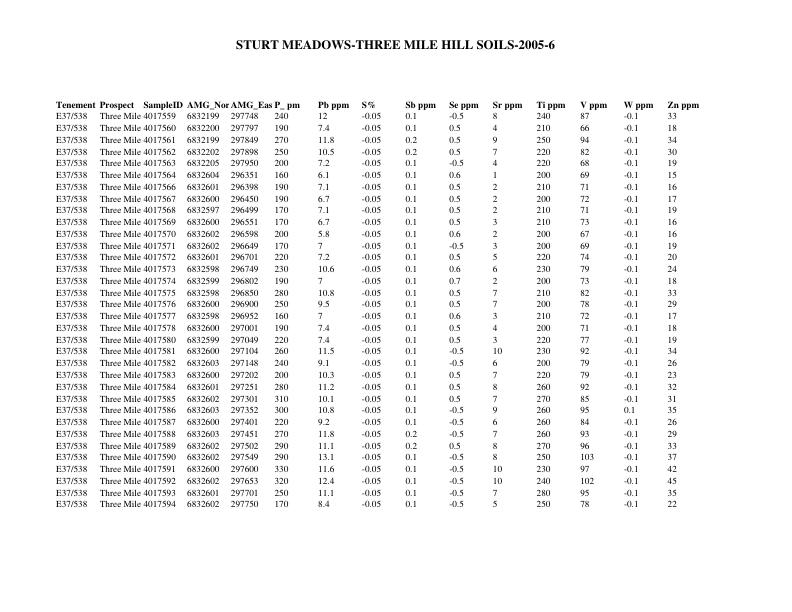 STURT MEADOWS-THREE MILE HILL SOILS-2005-6
Tenement Prospect SampleID AMG_Nor AMG_Eas P_ pm Pb ppm S% Sb ppm Se ppm Sr ppm Ti ppm V ppm W ppm Zn ppm
E37/538 Three Mile 4017559 6832199 297748 240 12 -0.05 0.1 -0.5 8 240 87 -0.1 33
E37/538 Three Mile 4017560 6832200 297797 190 7.4 -0.05 0.1 0.5 4 210 66 -0.1 18
E37/538 Three Mile 4017561 6832199 297849 270 11.8 -0.05 0.2 0.5 9 250 94 -0.1 34
E37/538 Three Mile 4017562 6832202 297898 250 10.5 -0.05 0.2 0.5 7 220 82 -0.1 30
E37/538 Three Mile 4017563 6832205 297950 200 7.2 -0.05 0.1 -0.5 4 220 68 -0.1 19
E37/538 Three Mile 4017564 6832604 296351 160 6.1 -0.05 0.1 0.6 1 200 69 -0.1 15
E37/538 Three Mile 4017566 6832601 296398 190 7.1 -0.05 0.1 0.5 2 210 71 -0.1 16
E37/538 Three Mile 4017567 6832600 296450 190 6.7 -0.05 0.1 0.5 2 200 72 -0.1 17
E37/538 Three Mile 4017568 6832597 296499 170 7.1 -0.05 0.1 0.5 2 210 71 -0.1 19
E37/538 Three Mile 4017569 6832600 296551 170 6.7 -0.05 0.1 0.5 3 210 73 -0.1 16
E37/538 Three Mile 4017570 6832602 296598 200 5.8 -0.05 0.1 0.6 2 200 67 -0.1 16
E37/538 Three Mile 4017571 6832602 296649 170 7 -0.05 0.1 -0.5 3 200 69 -0.1 19
E37/538 Three Mile 4017572 6832601 296701 220 7.2 -0.05 0.1 0.5 5 220 74 -0.1 20
E37/538 Three Mile 4017573 6832598 296749 230 10.6 -0.05 0.1 0.6 6 230 79 -0.1 24
E37/538 Three Mile 4017574 6832599 296802 190 7 -0.05 0.1 0.7 2 200 73 -0.1 18
E37/538 Three Mile 4017575 6832598 296850 280 10.8 -0.05 0.1 0.5 7 210 82 -0.1 33
E37/538 Three Mile 4017576 6832600 296900 250 9.5 -0.05 0.1 0.5 7 200 78 -0.1 29
E37/538 Three Mile 4017577 6832598 296952 160 7 -0.05 0.1 0.6 3 210 72 -0.1 17
E37/538 Three Mile 4017578 6832600 297001 190 7.4 -0.05 0.1 0.5 4 200 71 -0.1 18
E37/538 Three Mile 4017580 6832599 297049 220 7.4 -0.05 0.1 0.5 3 220 77 -0.1 19
E37/538 Three Mile 4017581 6832600 297104 260 11.5 -0.05 0.1 -0.5 10 230 92 -0.1 34
E37/538 Three Mile 4017582 6832603 297148 240 9.1 -0.05 0.1 -0.5 6 200 79 -0.1 26
E37/538 Three Mile 4017583 6832600 297202 200 10.3 -0.05 0.1 0.5 7 220 79 -0.1 23
E37/538 Three Mile 4017584 6832601 297251 280 11.2 -0.05 0.1 0.5 8 260 92 -0.1 32
E37/538 Three Mile 4017585 6832602 297301 310 10.1 -0.05 0.1 0.5 7 270 85 -0.1 31
E37/538 Three Mile 4017586 6832603 297352 300 10.8 -0.05 0.1 -0.5 9 260 95 0.1 35
E37/538 Three Mile 4017587 6832600 297401 220 9.2 -0.05 0.1 -0.5 6 260 84 -0.1 26
E37/538 Three Mile 4017588 6832603 297451 270 11.8 -0.05 0.2 -0.5 7 260 93 -0.1 29
E37/538 Three Mile 4017589 6832602 297502 290 11.1 -0.05 0.2 0.5 8 270 96 -0.1 33
E37/538 Three Mile 4017590 6832602 297549 290 13.1 -0.05 0.1 -0.5 8 250 103 -0.1 37
E37/538 Three Mile 4017591 6832600 297600 330 11.6 -0.05 0.1 -0.5 10 230 97 -0.1 42
E37/538 Three Mile 4017592 6832602 297653 320 12.4 -0.05 0.1 -0.5 10 240 102 -0.1 45
E37/538 Three Mile 4017593 6832601 297701 250 11.1 -0.05 0.1 -0.5 7 280 95 -0.1 35
E37/538 Three Mile 4017594 6832602 297750 170 8.4 -0.05 0.1 -0.5 5 250 78 -0.1 22